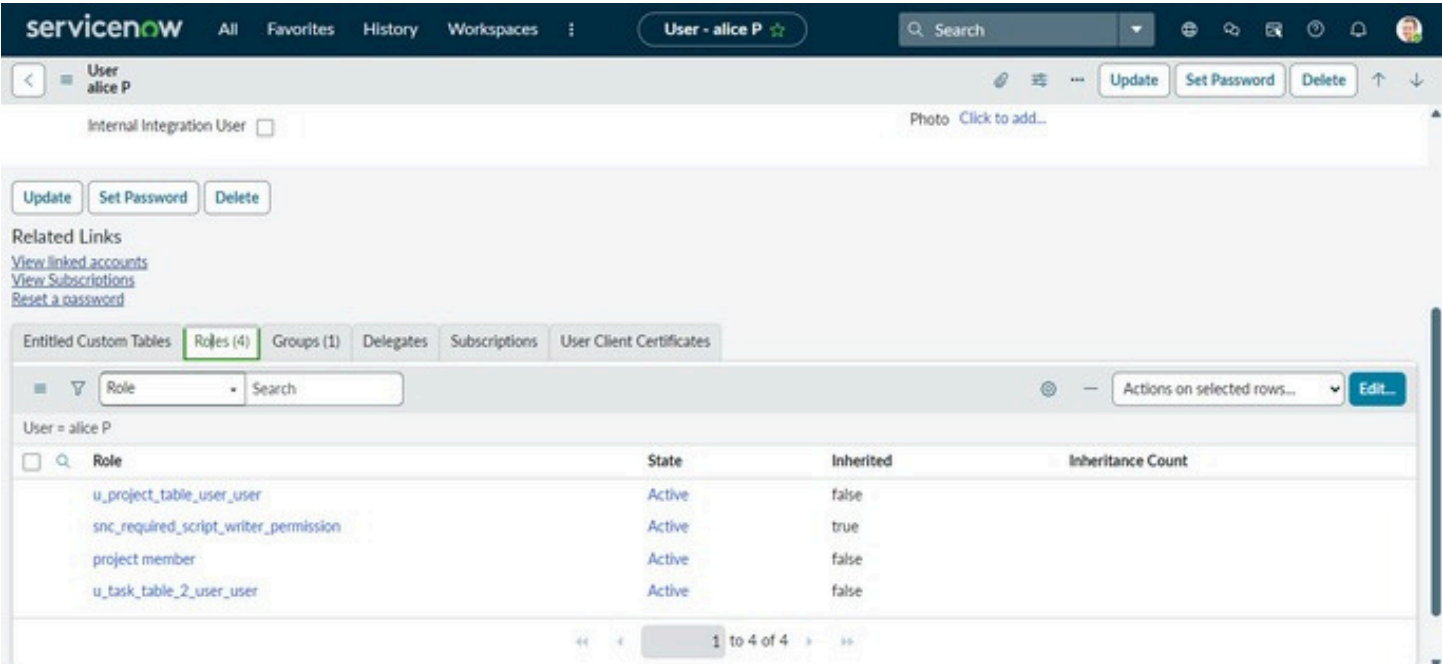 servicenow All Favorites History Workspaces User - alice P Search
User
alice P
Update Set Password Delete
Internal Integration User
Photo Click to add...
Update Set Password Delete
Related Links
View linked accounts
View Subscriptions
Reset a password
Entitled Custom Tables Roles (4) Groups (1) Delegates Subscriptions User Client Certificates
Role Search Actions on selected rows... Edit...
User = alice P
Role State Inherited Inheritance Count
u_project_table_user_user Active false
snc_required_script_writer_permission Active true
project member Active false
u_task_table_2_user_user Active false
1 to 4 of 4